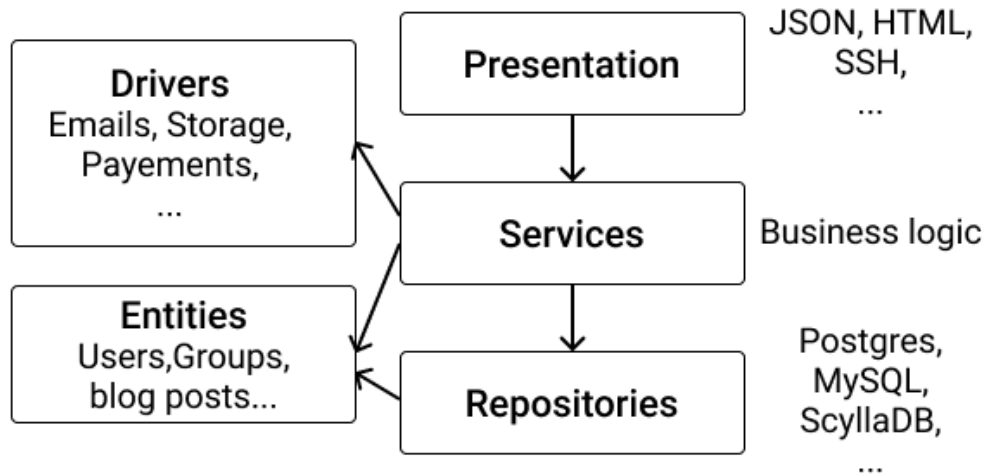 Presentation
JSON, HTML,
SSH,
...
Drivers
Emails, Storage,
Payements,
...
Services
Business logic
Entities
Users,Groups,
blog posts...
Repositories
Postgres,
MySQL,
ScyllaDB,
...